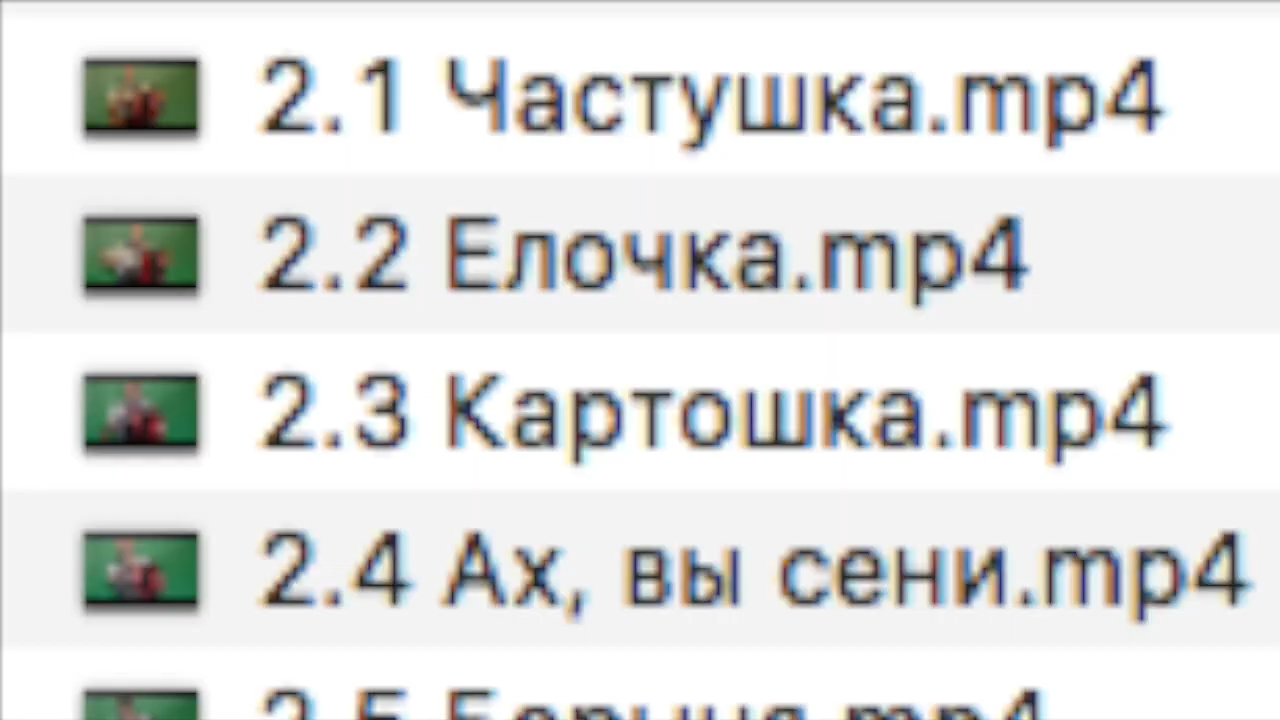 2.1 Частушка.mp4
2.2 Елочка.mp4
2.3 Картошка.mp4
2.4 Ах, вы сени.mp4